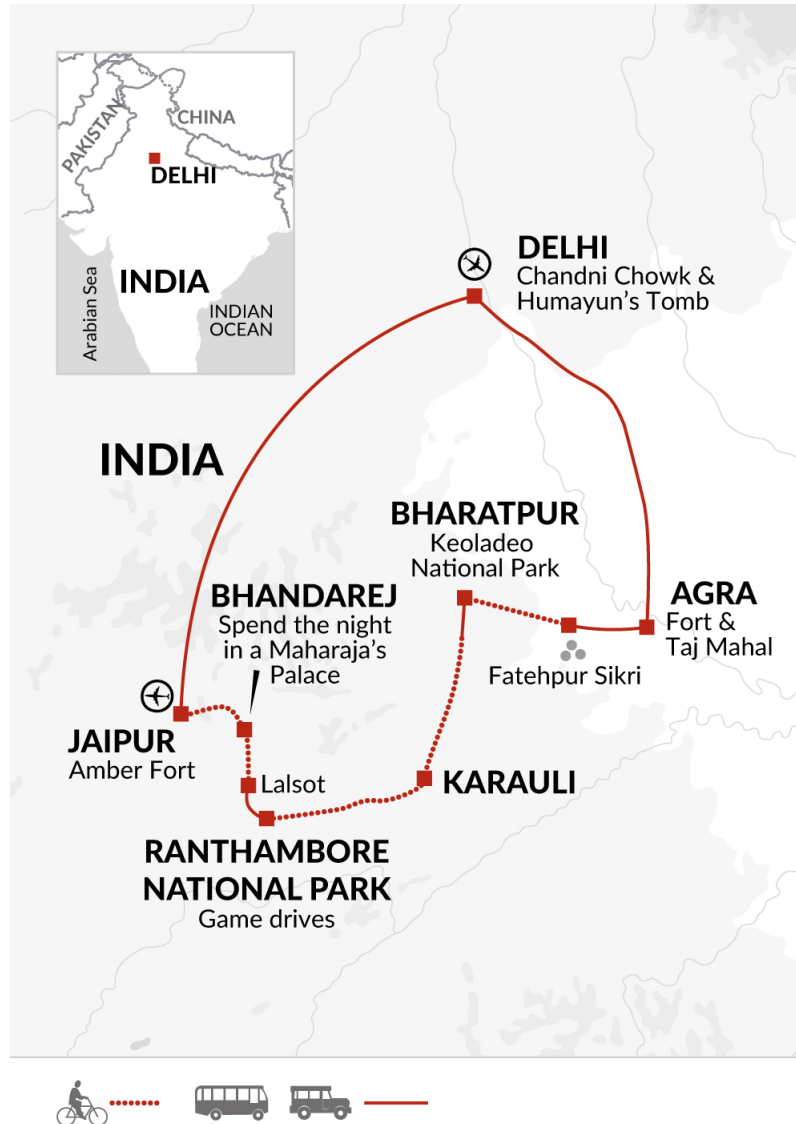 PAKISTAN
CHINA
DELHI
INDIA
Arabian Sea
INDIAN
OCEAN
DELHI
Chandni Chowk &
Humayun's Tomb
INDIA
BHARATPUR
Keoladeo
National Park
BHANDAREJ
Spend the night
in a Maharaja's
Palace
AGRA
Fort &
Taj Mahal
Fatehpur Sikri
JAIPUR
Amber Fort
Lalsot
KARAULI
RANTHAMBORE
NATIONAL PARK
Game drives